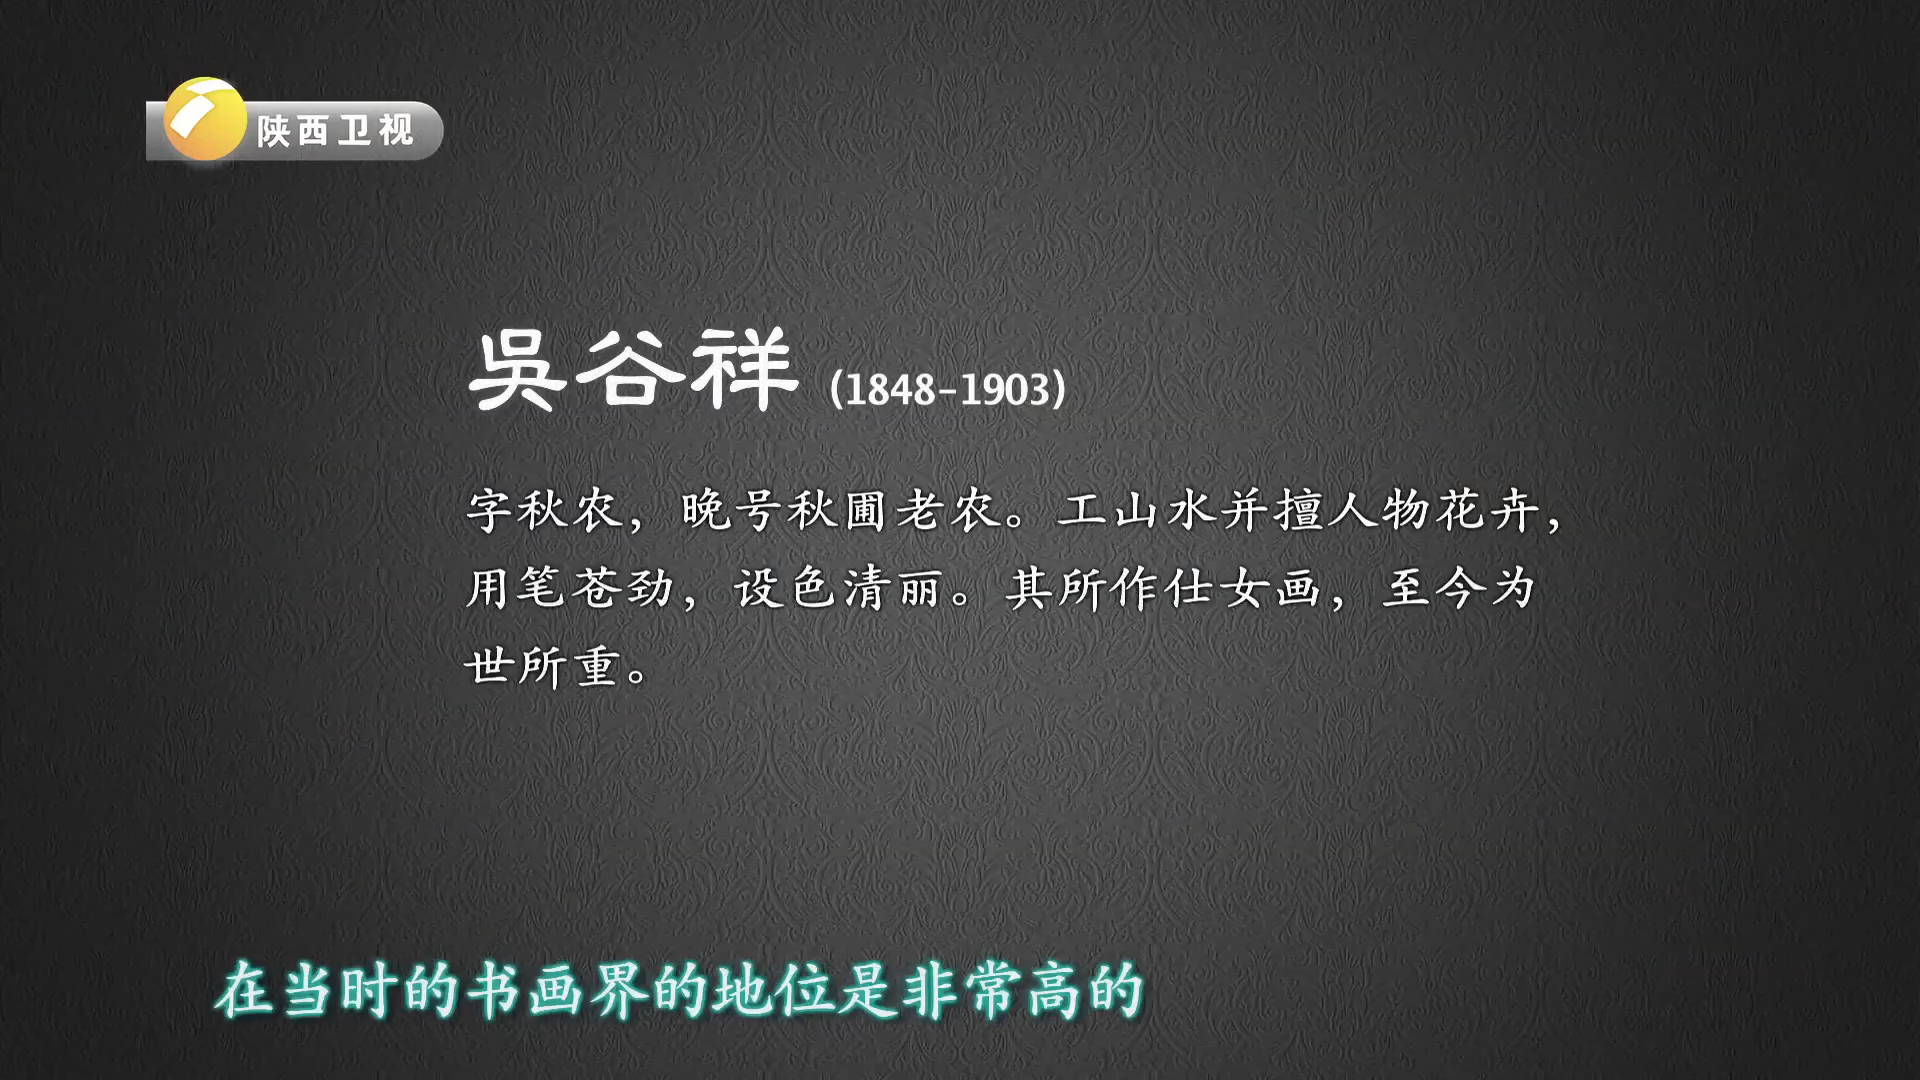 陕西卫视
吳谷祥 (1848-1903)
字秋农，晚号秋圃老农。工山水并擅人物花卉，
用笔苍劲，设色清丽。其所作仕女画，至今为
世所重。
在当时的书画界的地位是非常高的